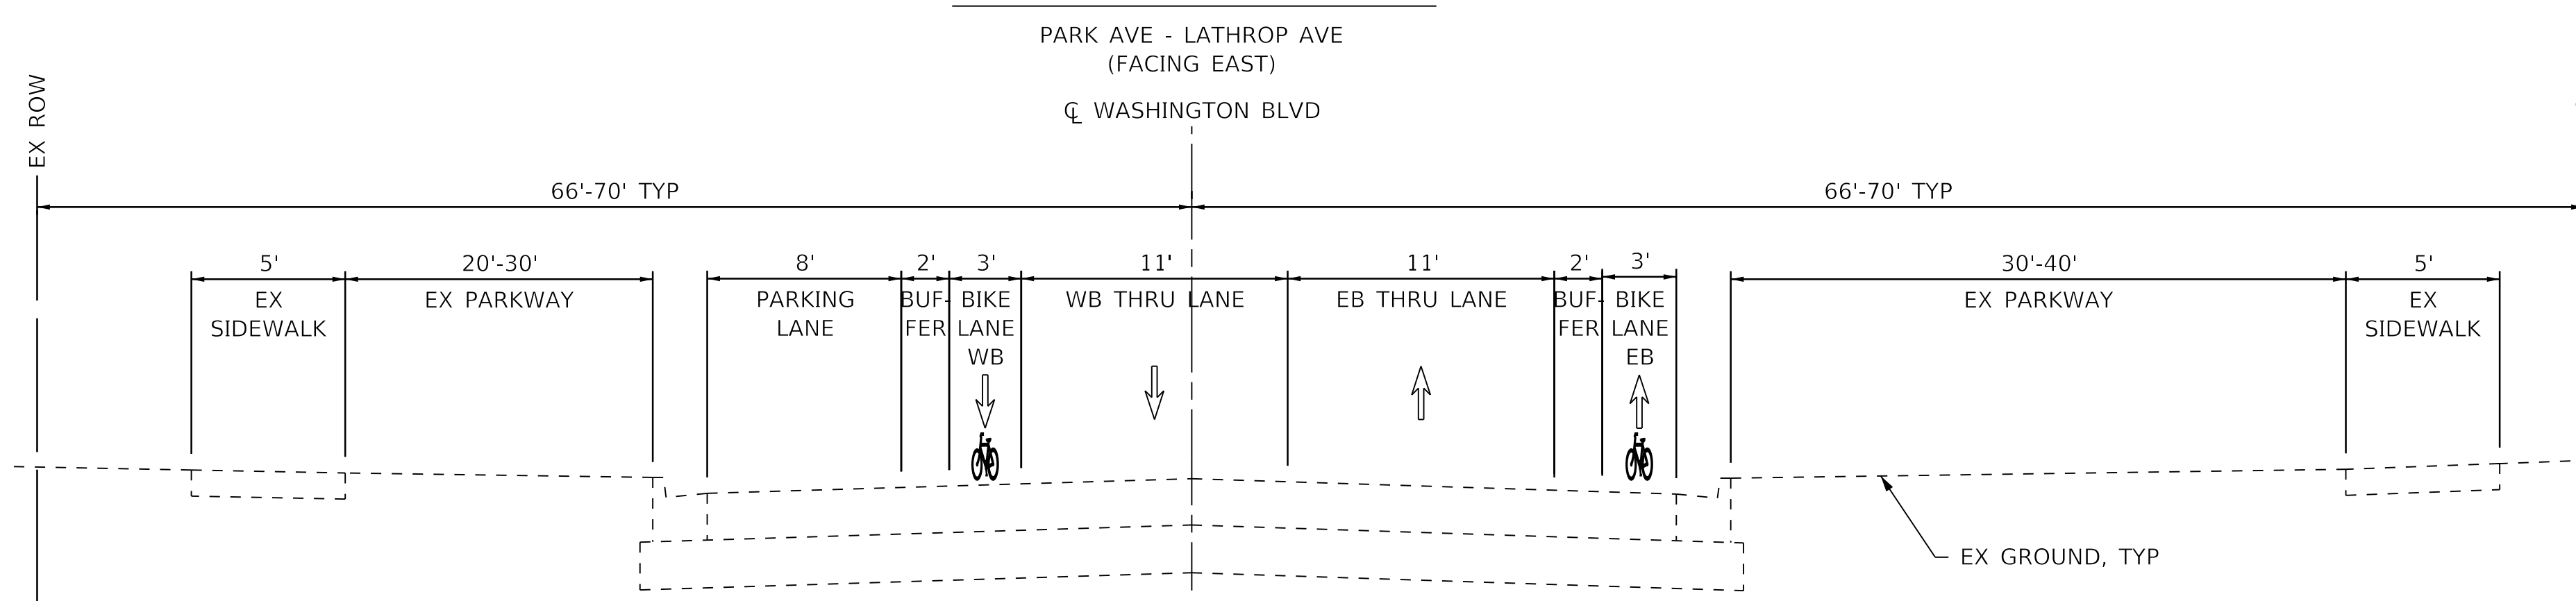 PARK AVE - LATHROP AVE
(FACING EAST)
℄ WASHINGTON BLVD
EX ROW
66'-70' TYP
66'-70' TYP
5'
20'-30'
8'
2'
3'
11'
11'
2'
3'
30'-40'
5'
EX
SIDEWALK
EX PARKWAY
PARKING
LANE
BUF-
FER
BIKE
LANE
WB
WB THRU LANE
EB THRU LANE
BUF-
FER
BIKE
LANE
EB
EX PARKWAY
EX
SIDEWALK
EX GROUND, TYP